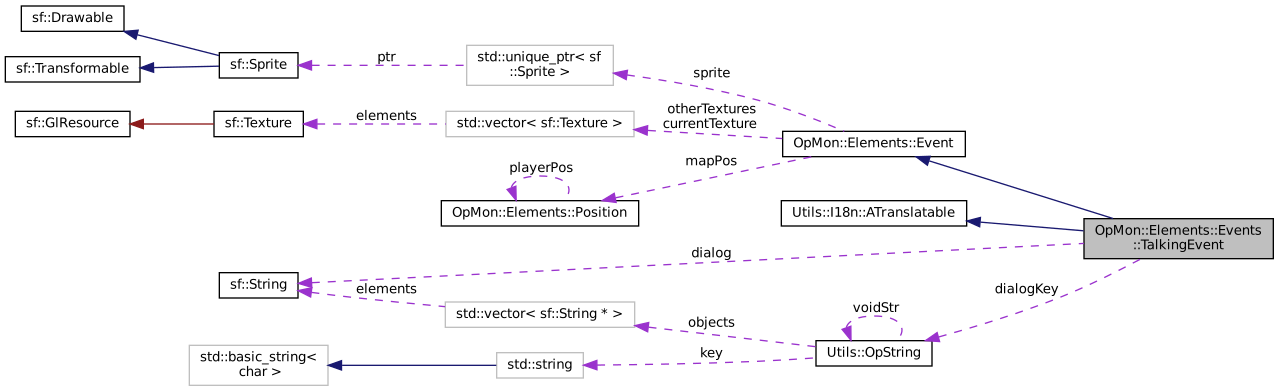 sf::Drawable
sf::Transformable
sf::Sprite
ptr
std::unique_ptr< sf
::Sprite >
sprite
sf::GlResource
sf::Texture
elements
std::vector< sf::Texture >
otherTextures
currentTexture
OpMon::Elements::Event
mapPos
playerPos
OpMon::Elements::Position
Utils::I18n::ATranslatable
OpMon::Elements::Events
::TalkingEvent
dialog
sf::String
elements
std::vector< sf::String * >
objects
voidStr
dialogKey
Utils::OpString
key
std::string
std::basic_string<
char >